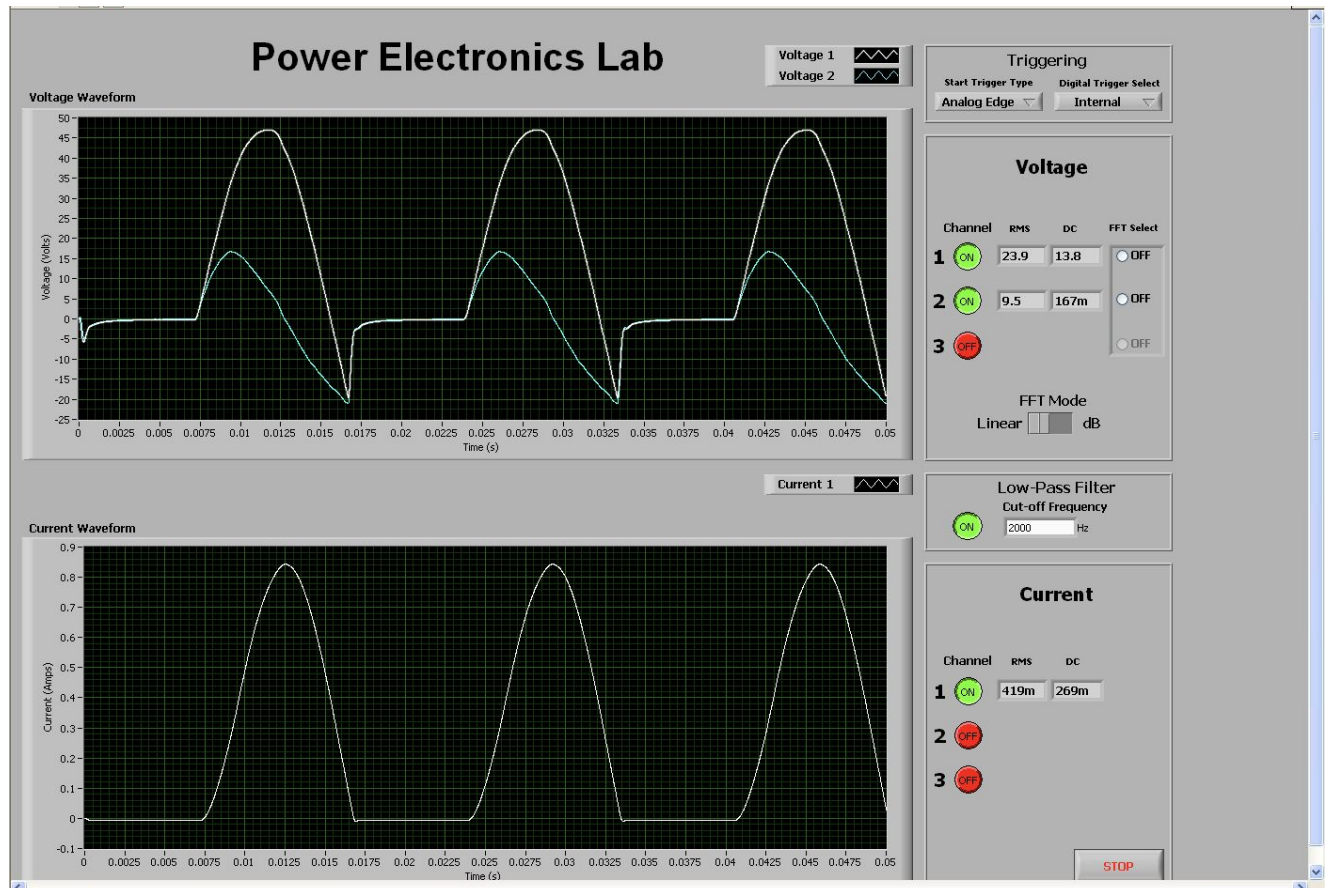 Power Electronics Lab
Voltage 1
Voltage 2
Voltage Waveform
50
45
40
35
30
25
20
15
10
5
0
-5
-10
-15
-20
-25
Voltage (Volts)
0 0.0025 0.005 0.0075 0.01 0.0125 0.015 0.0175 0.02 0.0225 0.025 0.0275 0.03 0.0325 0.035 0.0375 0.04 0.0425 0.045 0.0475 0.05
Time (s)
Current 1
Current Waveform
0.9
0.8
0.7
0.6
0.5
0.4
0.3
0.2
0.1
0
-0.1
Current (Amps)
0 0.0025 0.005 0.0075 0.01 0.0125 0.015 0.0175 0.02 0.0225 0.025 0.0275 0.03 0.0325 0.035 0.0375 0.04 0.0425 0.045 0.0475 0.05
Time (s)
Triggering
Start Trigger Type Digital Trigger Select
Analog Edge Internal
Voltage
Channel RMS DC FFT Select
1 ON 23.9 13.8 OFF
2 ON 9.5 167m OFF
3 OFF OFF
FFT Mode
Linear dB
Low-Pass Filter
Cut-off Frequency
ON 2000 Hz
Current
Channel RMS DC
1 ON 419m 269m
2 OFF
3 OFF
STOP